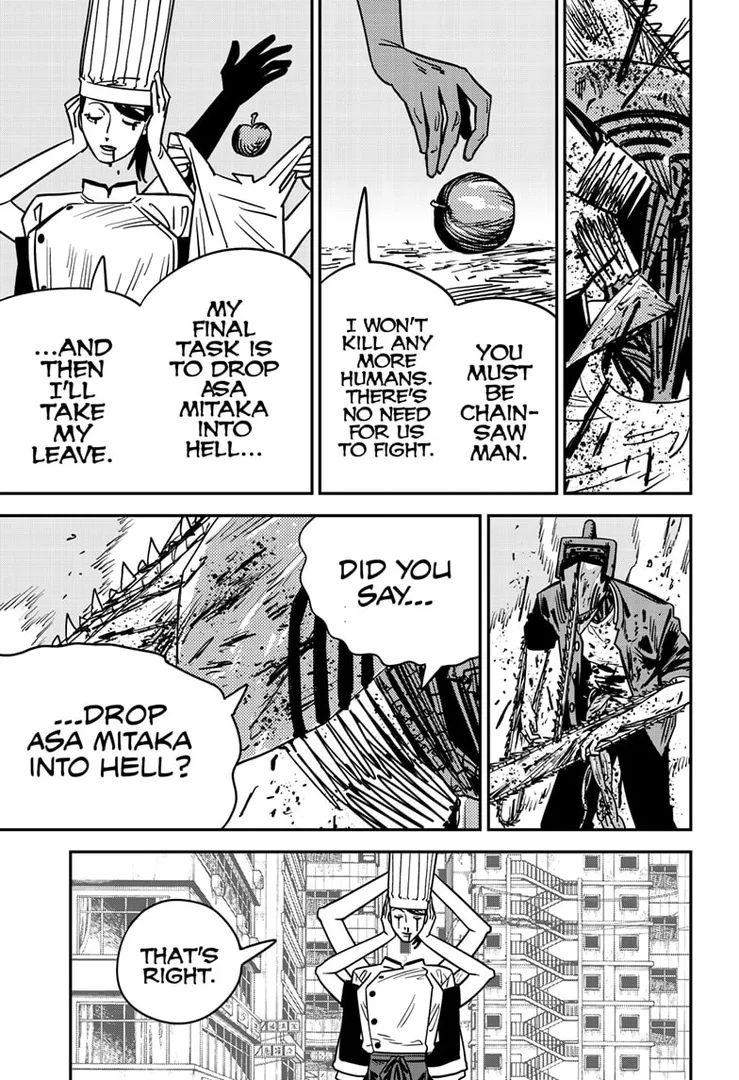 YOU
MUST
BE
CHAIN-
SAW
MAN.
I WON'T
KILL ANY
MORE
HUMANS.
THERE'S
NO NEED
FOR US
TO FIGHT.
MY
FINAL
TASK IS
TO DROP
ASA
MITAKA
INTO
HELL...
...AND
THEN
I'LL
TAKE
MY
LEAVE.
DID YOU
SAY...
...DROP
ASA MITAKA
INTO HELL?
THAT'S
RIGHT.